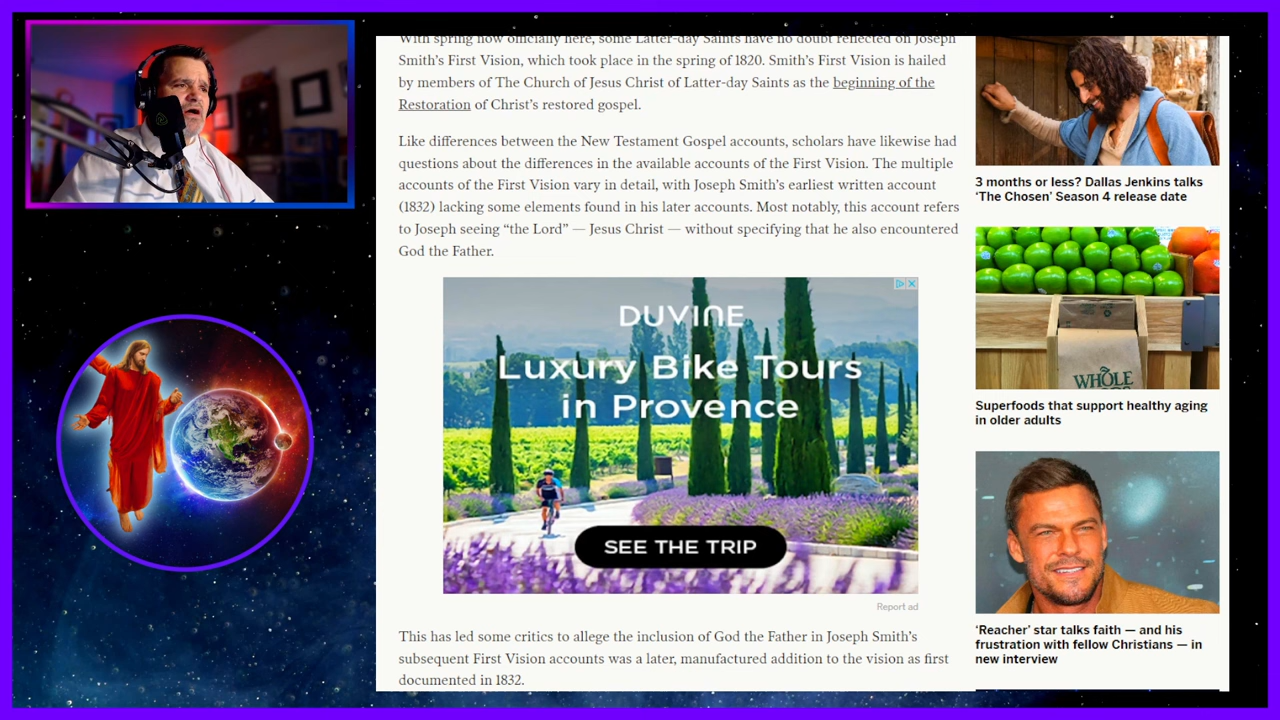 With spring now officially here, some Latter-day Saints have no doubt reflected on Joseph
Smith's First Vision, which took place in the spring of 1820. Smith's First Vision is hailed
by members of The Church of Jesus Christ of Latter-day Saints as the beginning of the
Restoration of Christ's restored gospel.
Like differences between the New Testament Gospel accounts, scholars have likewise had
questions about the differences in the available accounts of the First Vision. The multiple
accounts of the First Vision vary in detail, with Joseph Smith's earliest written account
(1832) lacking some elements found in his later accounts. Most notably, this account refers
to Joseph seeing “the Lord” — Jesus Christ — without specifying that he also encountered
God the Father.
DUVINE
Luxury Bike Tours
in Provence
SEE THE TRIP
Report ad
This has led some critics to allege the inclusion of God the Father in Joseph Smith's
subsequent First Vision accounts was a later, manufactured addition to the vision as first
documented in 1832.
3 months or less? Dallas Jenkins talks
‘The Chosen’ Season 4 release date
WHOLE
Superfoods that support healthy aging
in older adults
‘Reacher’ star talks faith — and his
frustration with fellow Christians — in
new interview